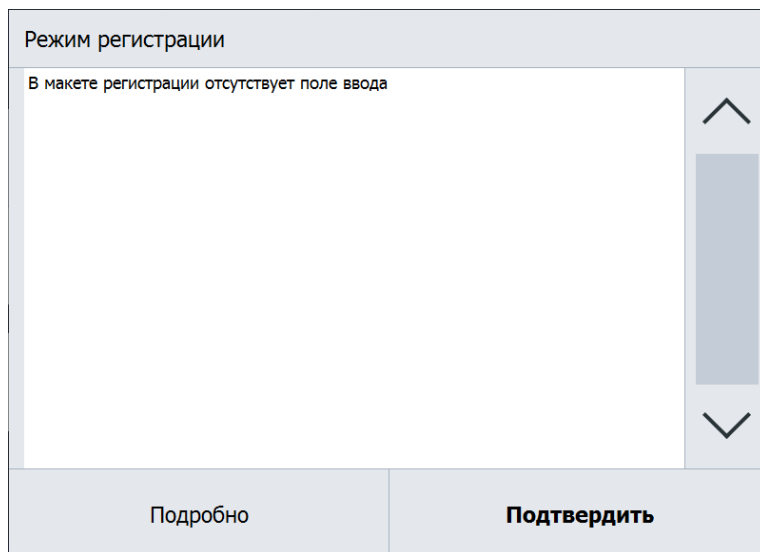 Режим регистрации
В макете регистрации отсутствует поле ввода
Подробно
Подтвердить